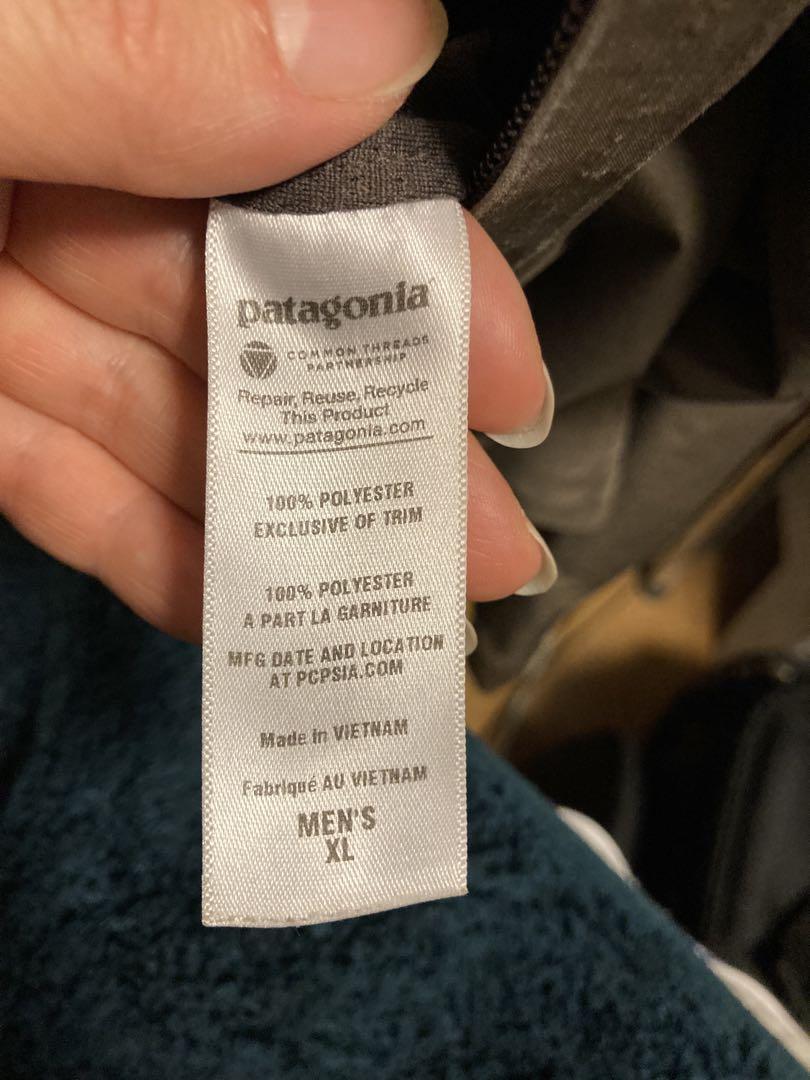 patagonia
COMMON THREADS
PARTNERSHIP
Repair, Reuse, Recycle
This Product
www.patagonia.com
100% POLYESTER
EXCLUSIVE OF TRIM
100% POLYESTER
A PART LA GARNITURE
MFG DATE AND LOCATION
AT PCPSIA.COM
Made in VIETNAM
Fabriqué AU VIETNAM
MEN'S
XL